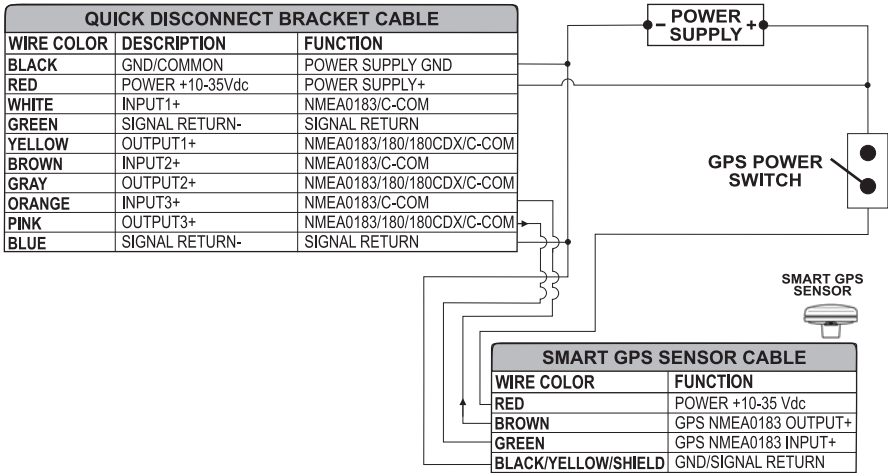 QUICK DISCONNECT BRACKET CABLE
WIRE COLOR DESCRIPTION FUNCTION
BLACK GND/COMMON POWER SUPPLY GND
RED POWER +10-35Vdc POWER SUPPLY+
WHITE INPUT1+ NMEA0183/C-COM
GREEN SIGNAL RETURN- SIGNAL RETURN
YELLOW OUTPUT1+ NMEA0183/180/180CDX/C-COM
BROWN INPUT2+ NMEA0183/C-COM
GRAY OUTPUT2+ NMEA0183/180/180CDX/C-COM
ORANGE INPUT3+ NMEA0183/C-COM
PINK OUTPUT3+ NMEA0183/180/180CDX/C-COM
BLUE SIGNAL RETURN- SIGNAL RETURN
- POWER +
SUPPLY
GPS POWER
SWITCH
SMART GPS
SENSOR
SMART GPS SENSOR CABLE
WIRE COLOR FUNCTION
RED POWER +10-35 Vdc
BROWN GPS NMEA0183 OUTPUT+
GREEN GPS NMEA0183 INPUT+
BLACK/YELLOW/SHIELD GND/SIGNAL RETURN